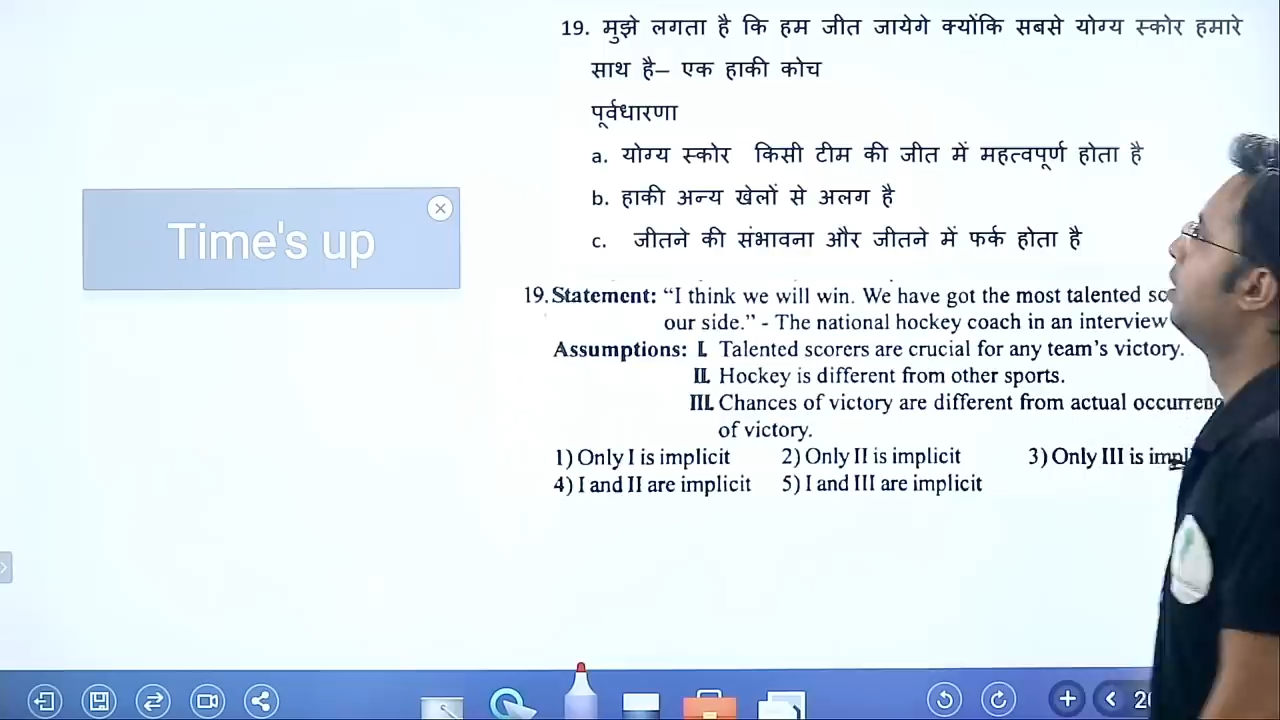 19. मुझे लगता है कि हम जीत जायेगे क्योंकि सबसे योग्य स्कोर हमारे
साथ है– एक हाकी कोच
पूर्वधारणा
a. योग्य स्कोर किसी टीम की जीत में महत्वपूर्ण होता है
b. हाकी अन्य खेलों से अलग है
c. जीतने की संभावना और जीतने में फर्क होता है
Time's up
19. Statement: “I think we will win. We have got the most talented
our side.” - The national hockey coach in an interview
Assumptions: I. Talented scorers are crucial for any team's victory.
II. Hockey is different from other sports.
III. Chances of victory are different from actual
of victory.
1) Only I is implicit 2) Only II is implicit 3) Only III is
4) I and II are implicit 5) I and III are implicit